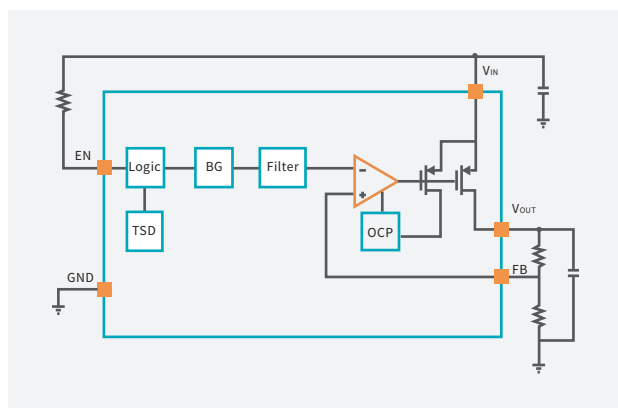 VIN
EN
Logic
BG
Filter
-
+
TSD
OCP
VOUT
FB
GND